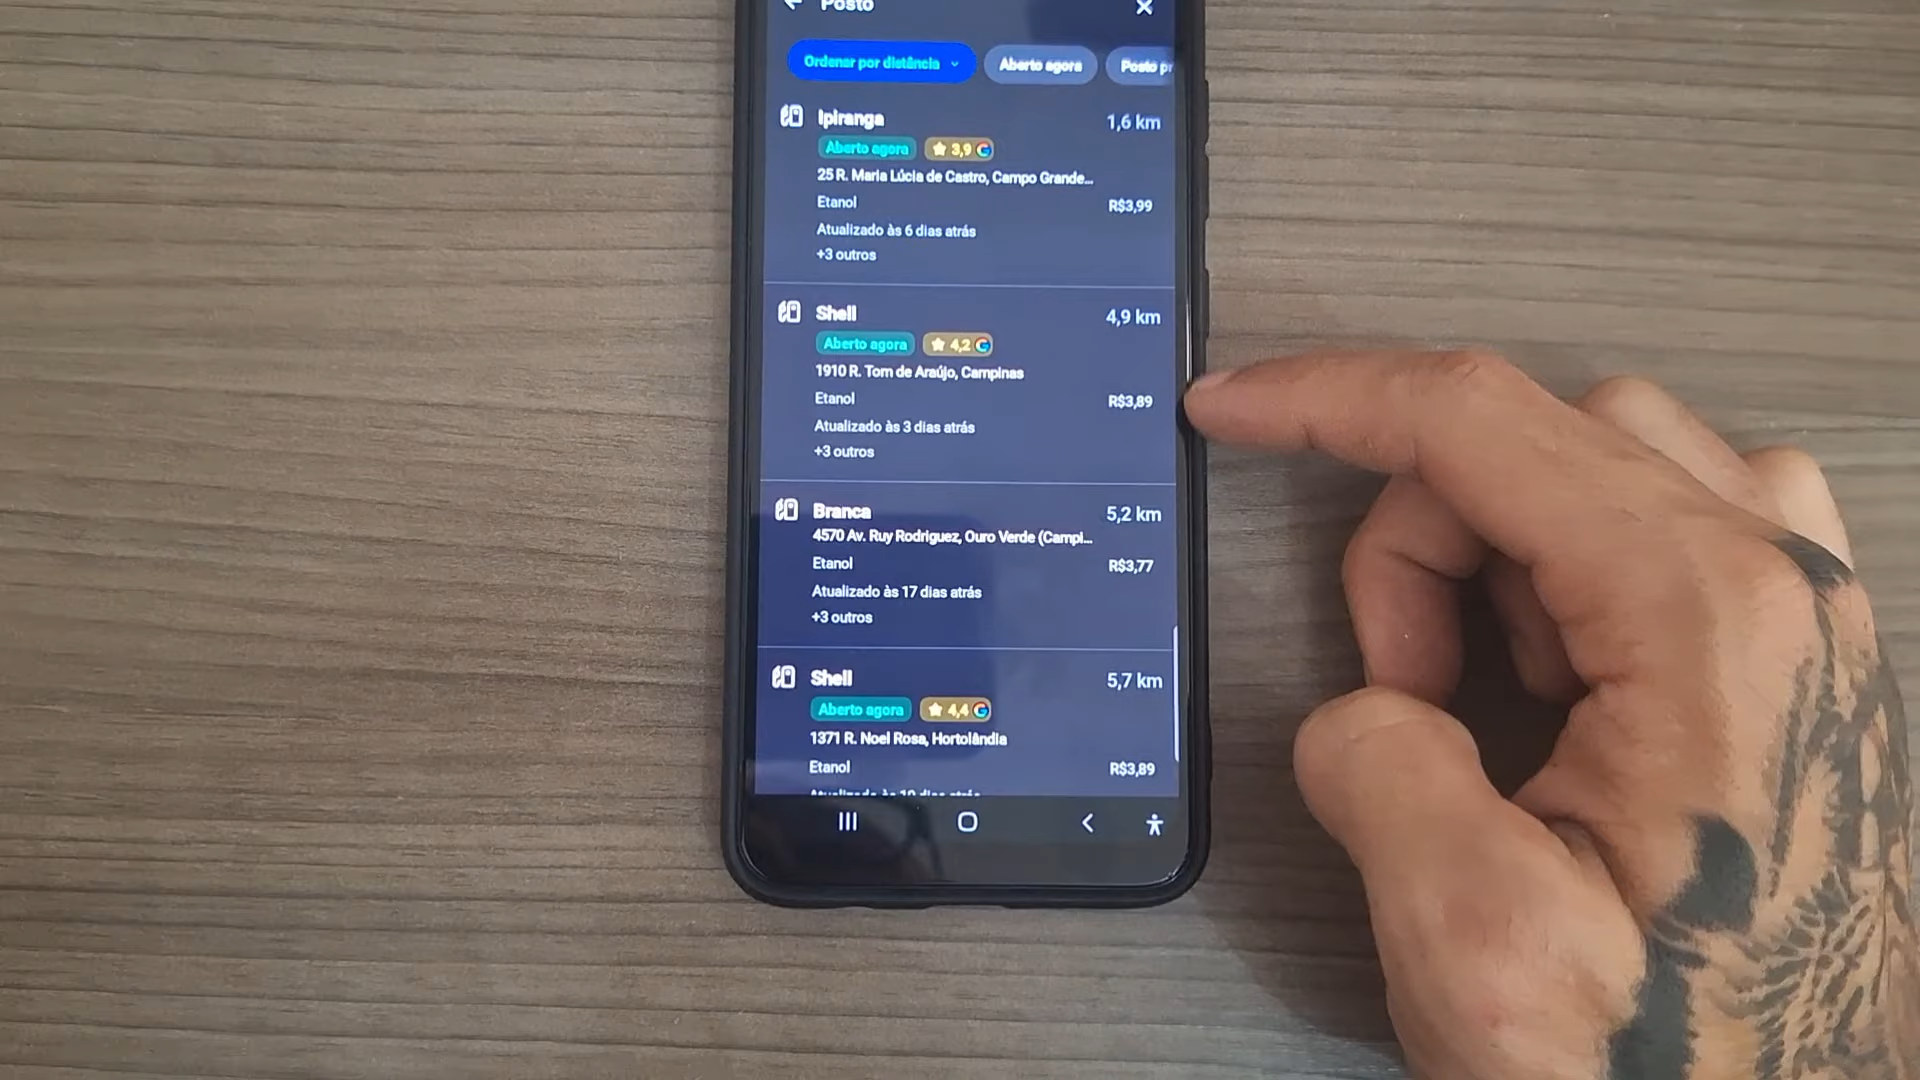 Posto
Ordenar por distância
Aberto agora
Posto pr
Ipiranga
1,6 km
Aberto agora
3,9
25 R. Maria Lúcia de Castro, Campo Grande...
Etanol
R$3,99
Atualizado às 6 dias atrás
+3 outros
Shell
4,9 km
Aberto agora
4,2
1910 R. Tom de Araújo, Campinas
Etanol
R$3,89
Atualizado às 3 dias atrás
+3 outros
Branca
5,2 km
4570 Av. Ruy Rodriguez, Ouro Verde (Campi...
Etanol
R$3,77
Atualizado às 17 dias atrás
+3 outros
Shell
5,7 km
Aberto agora
4,4
1371 R. Noel Rosa, Hortolândia
Etanol
R$3,89